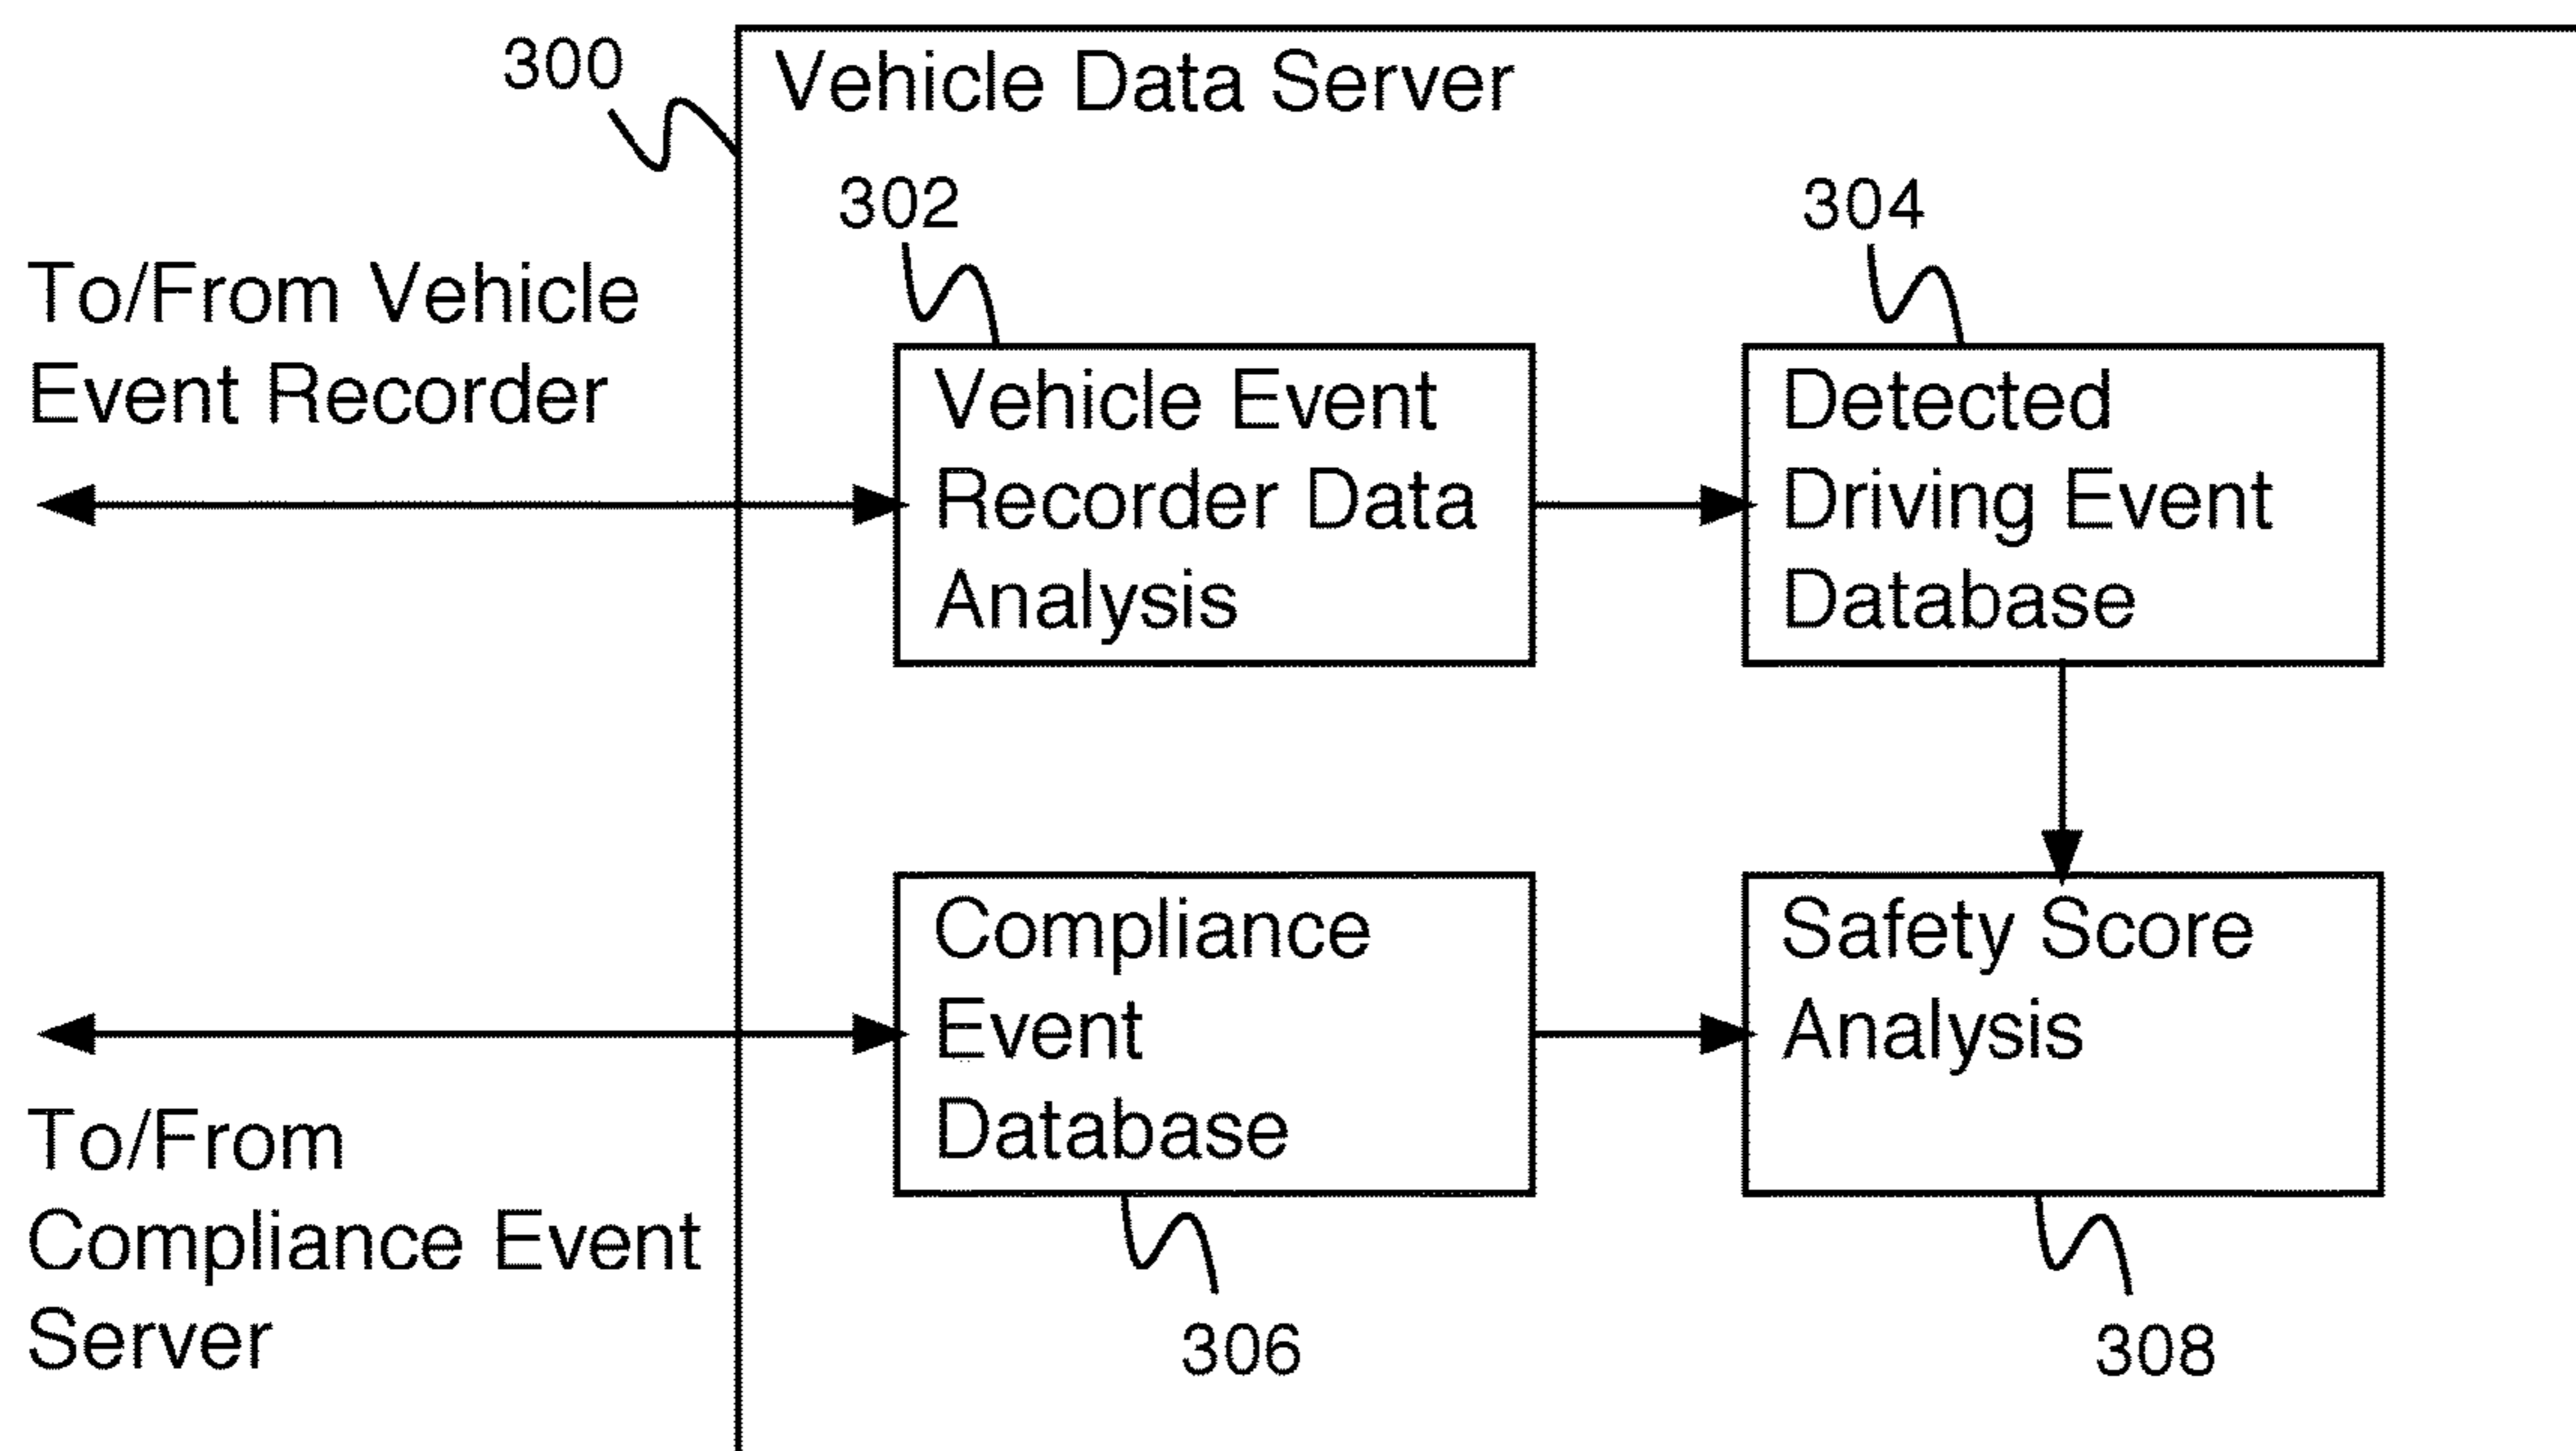 300
Vehicle Data Server
302
304
To/From Vehicle
Event Recorder
Vehicle Event
Recorder Data
Analysis
Detected
Driving Event
Database
Compliance
Event
Database
Safety Score
Analysis
To/From
Compliance Event
Server
306
308